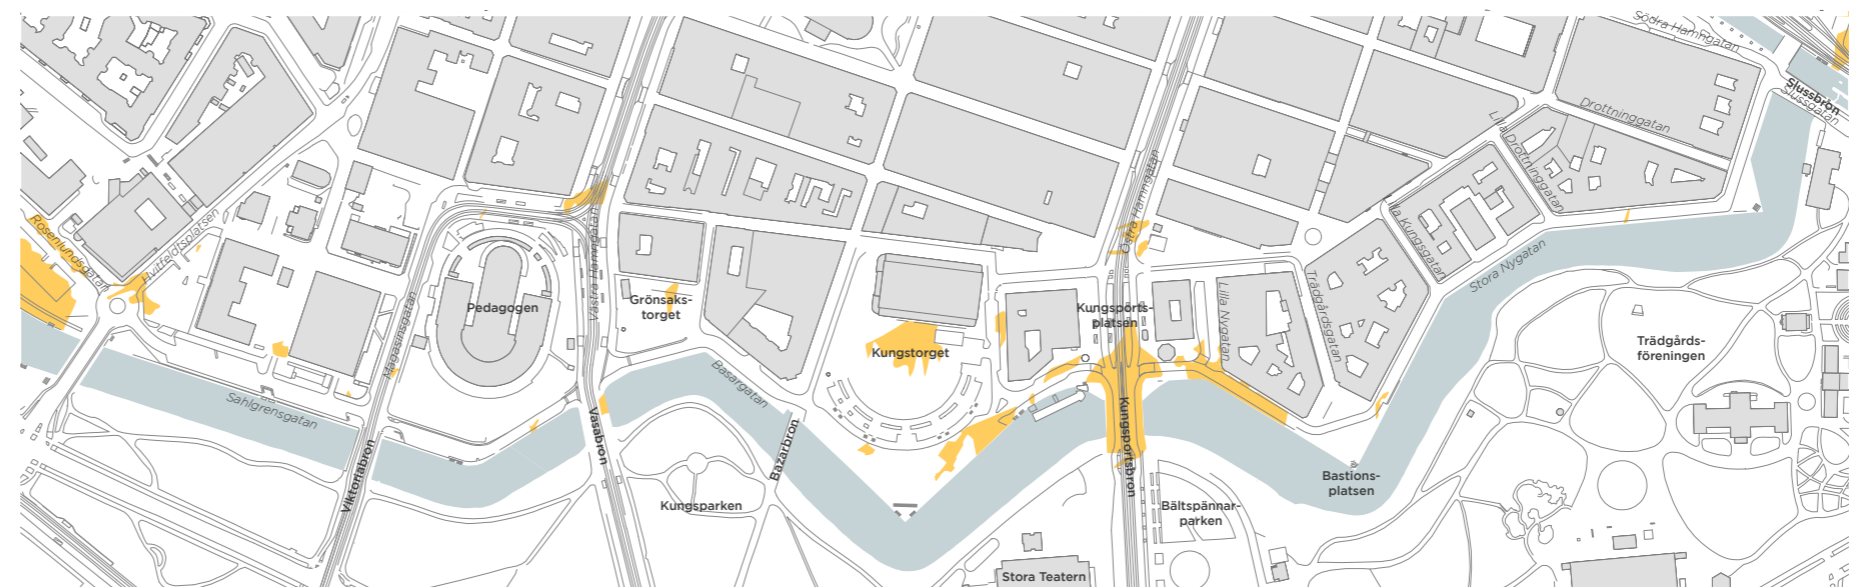 Södra Hamngatan
Slussbron
Slussgatan
Drottninggatan
Lilla Drottninggatan
Östra Hamngatan
Rosenlundsgatan
Hvitfeldtsplatsen
Västra Hamngatan
Lilla Kungsgatan
Stora Nygatan
Pedagogen
Grönsaks-
torget
Kungsports-
platsen
Magasinsgatan
Lilla Nygatan
Trädgårdsgatan
Kungstorget
Trädgårds-
föreningen
Basargatan
Sahlgrensgatan
Vasabron
Bazarbron
Kungsportsbron
Viktoriabron
Kungsparken
Bastions-
platsen
Bältspännar-
parken
Stora Teatern